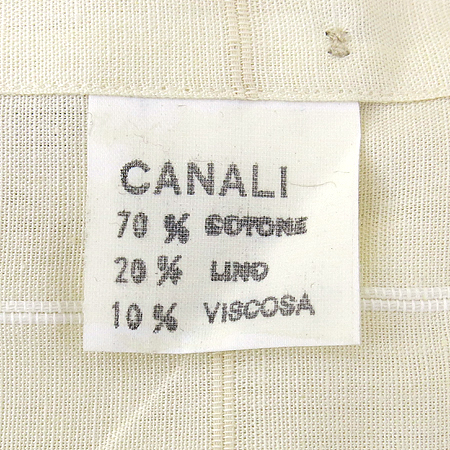 CANALI
70 % COTONE
20 % LINO
10 % VISCOSA